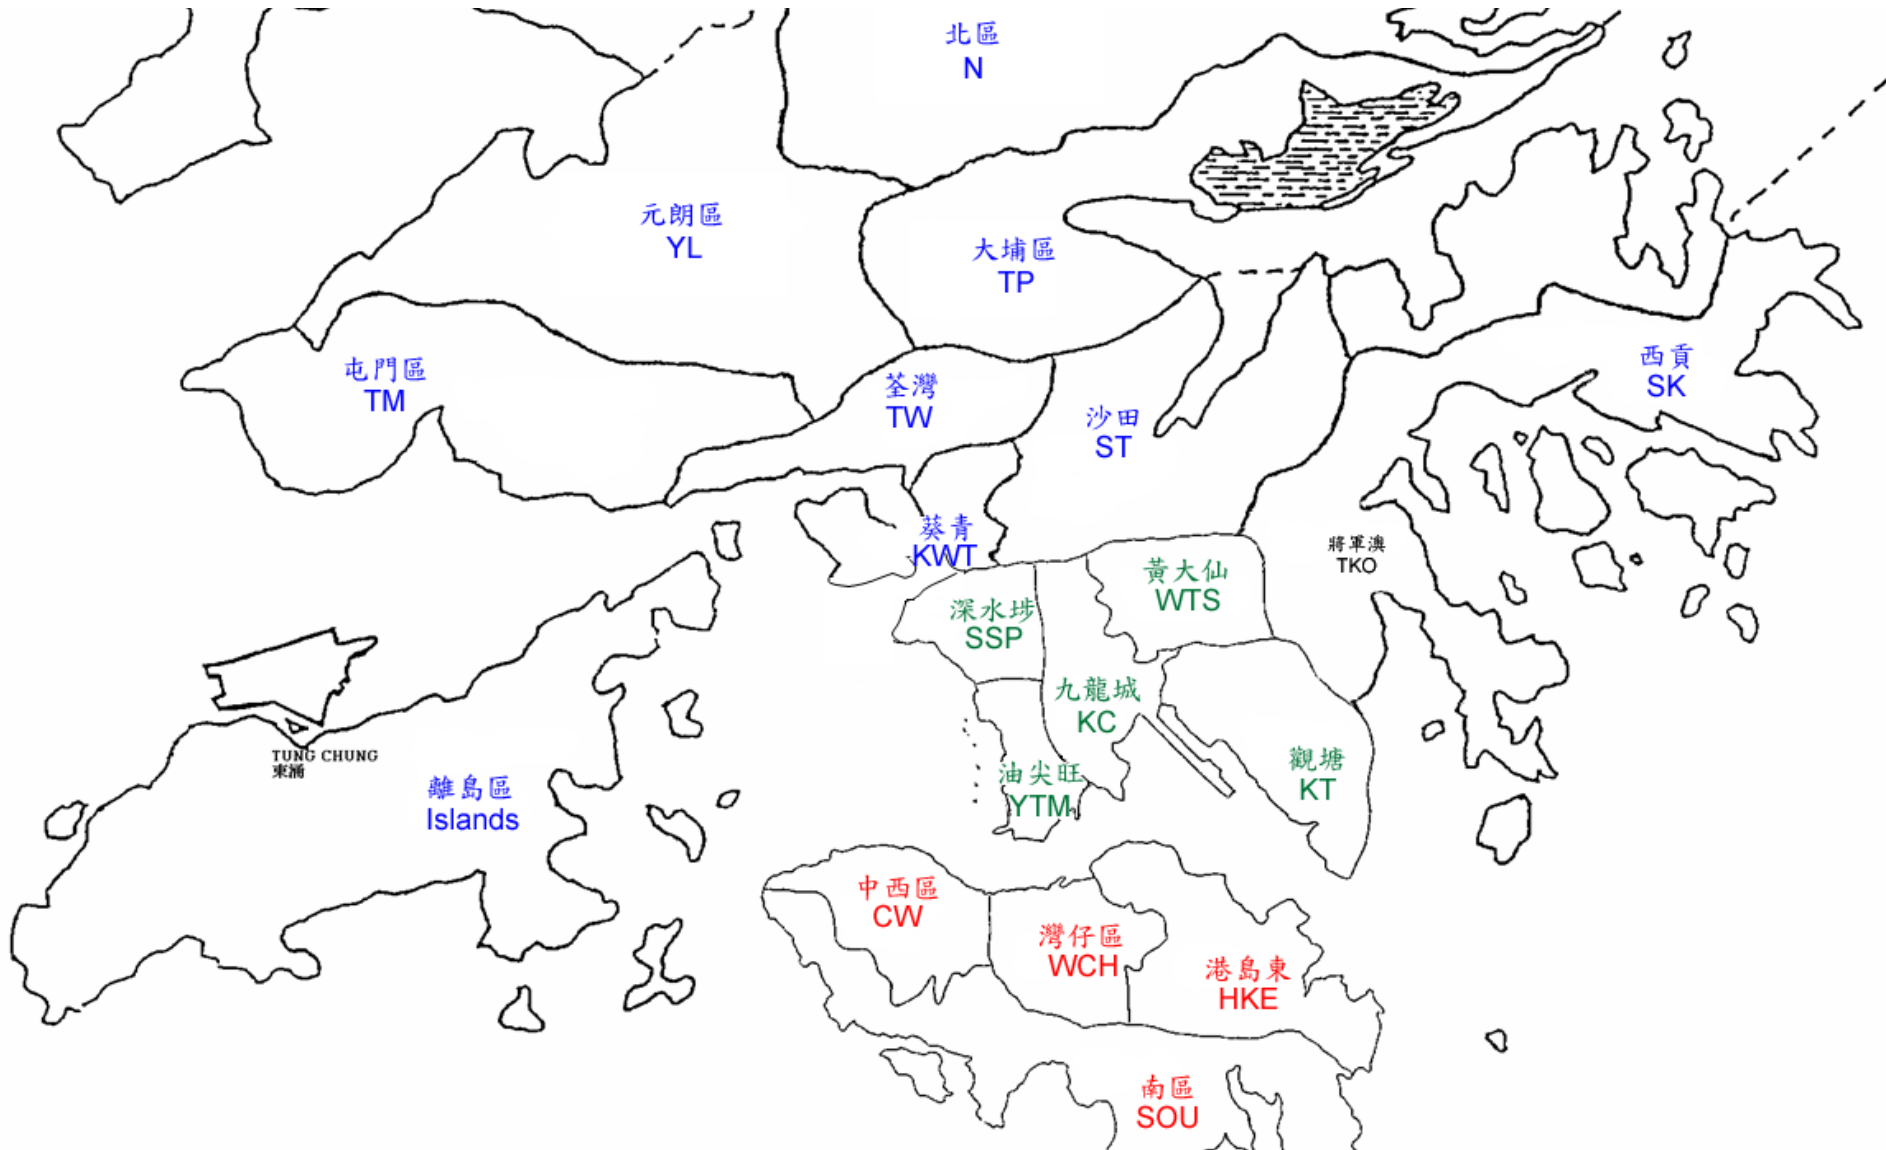 北區
N
元朗區
YL
大埔區
TP
屯門區
TM
荃灣
TW
沙田
ST
西貢
SK
葵青
KWT
將軍澳
TKO
黃大仙
WTS
深水埗
SSP
九龍城
KC
油尖旺
YTM
觀塘
KT
TUNG CHUNG
東涌
離島區
Islands
中西區
CW
灣仔區
WCH
港島東
HKE
南區
SOU